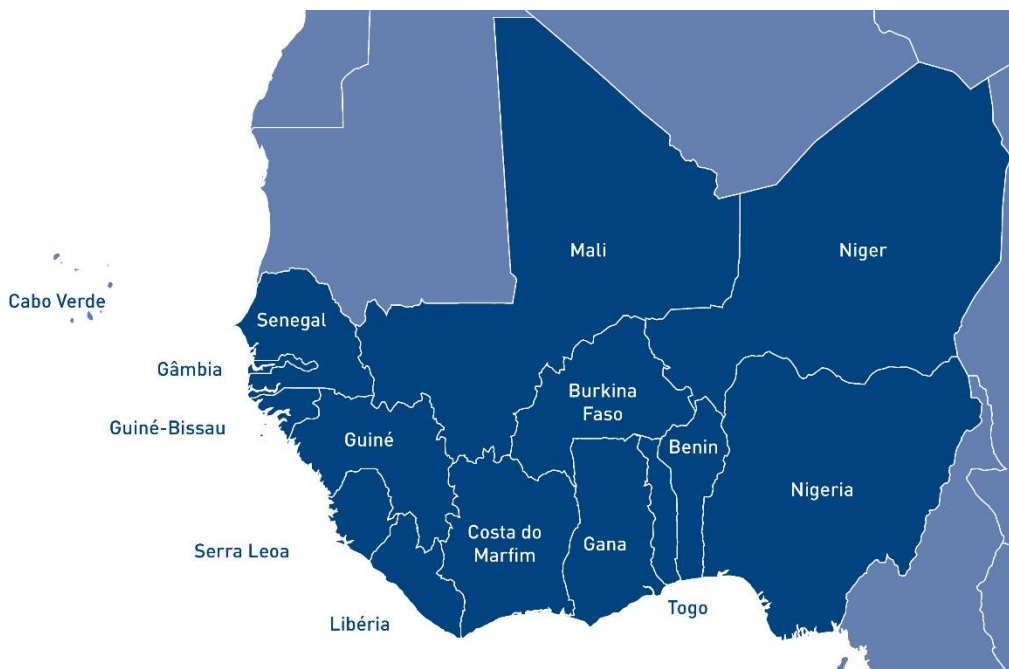 Mali
Niger
Cabo Verde
Senegal
Gâmbia
Burkina
Faso
Guiné-Bissau
Guiné
Benin
Nigeria
Costa do
Marfim
Gana
Serra Leoa
Togo
Libéria